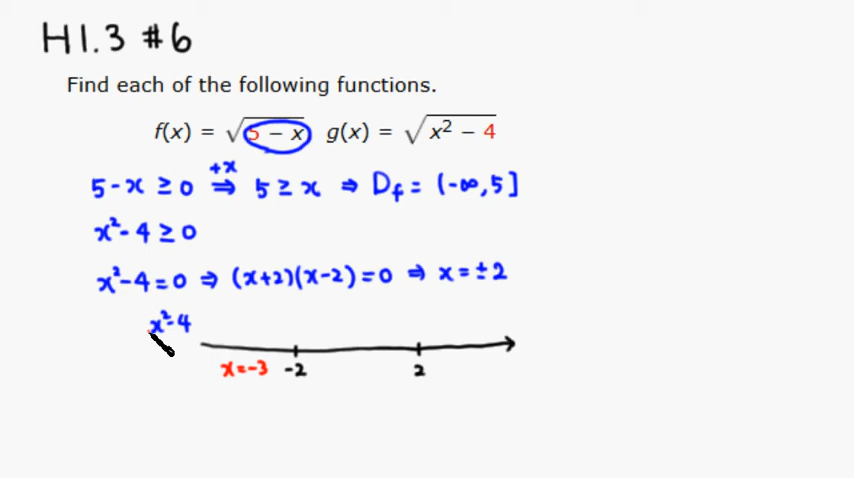 H1.3 #6
Find each of the following functions.
f(x) = √(5 − x) g(x) = √(x² − 4)
5 - x ≥ 0 +x ⇒ 5 ≥ x ⇒ D_f = (-∞, 5]
x² - 4 ≥ 0
x² - 4 = 0 ⇒ (x+2)(x-2) = 0 ⇒ x = ±2
x² - 4
x = -3 -2 2